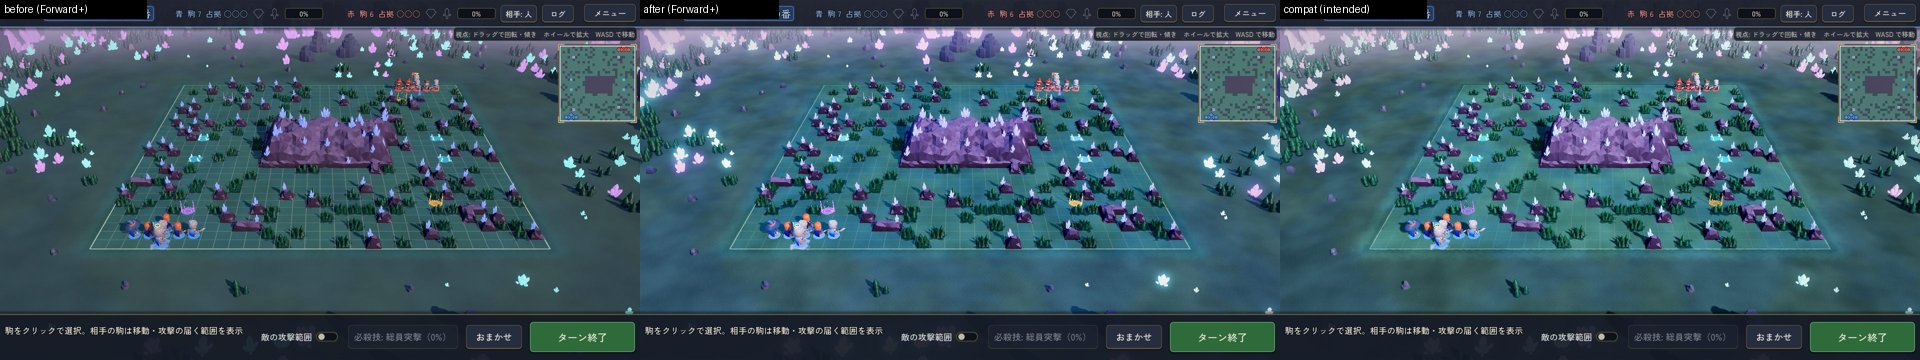 before (Forward+)
番
青 駒 7 占拠 〇〇〇
0%
赤 駒 6 占拠 〇〇〇
0%
相手: 人
ログ
メニュー
視点: ドラッグで回転・傾き ホイールで拡大 WASD で移動
駒をクリックで選択。相手の駒は移動・攻撃の届く範囲を表示
敵の攻撃範囲
必殺技: 総員突撃（0%）
おまかせ
ターン終了
after (Forward+)
番
青 駒 7 占拠 〇〇〇
0%
赤 駒 6 占拠 〇〇〇
0%
相手: 人
ログ
メニュー
視点: ドラッグで回転・傾き ホイールで拡大 WASD で移動
駒をクリックで選択。相手の駒は移動・攻撃の届く範囲を表示
敵の攻撃範囲
必殺技: 総員突撃（0%）
おまかせ
ターン終了
compat (intended)
青 駒 7 占拠 〇〇〇
0%
赤 駒 6 占拠 〇〇〇
0%
相手: 人
ログ
メニュー
視点: ドラッグで回転・傾き ホイールで拡大 WASD で移動
駒をクリックで選択。相手の駒は移動・攻撃の届く範囲を表示
敵の攻撃範囲
必殺技: 総員突撃（0%）
おまかせ
ターン終了